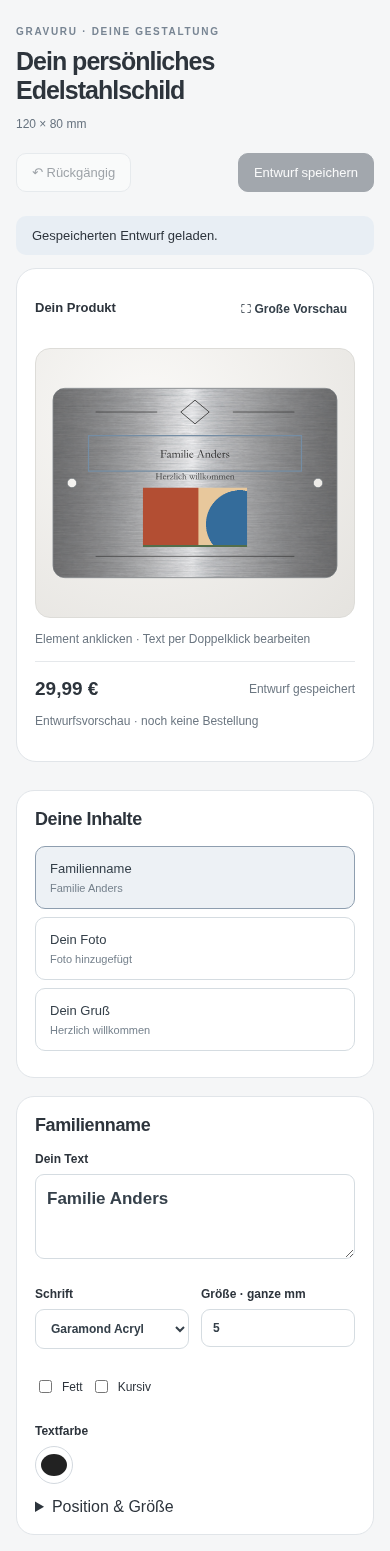 GRAVURU · DEINE GESTALTUNG
Dein persönliches
Edelstahlschild
120 × 80 mm
↶ Rückgängig
Entwurf speichern
Gespeicherten Entwurf geladen.
Dein Produkt
⛶ Große Vorschau
Familie Anders
Herzlich willkommen
Element anklicken · Text per Doppelklick bearbeiten
29,99 €
Entwurf gespeichert
Entwurfsvorschau · noch keine Bestellung
Deine Inhalte
Familienname
Familie Anders
Dein Foto
Foto hinzugefügt
Dein Gruß
Herzlich willkommen
Familienname
Dein Text
Familie Anders
Schrift
Größe · ganze mm
Garamond Acryl
5
Fett
Kursiv
Textfarbe
Position & Größe